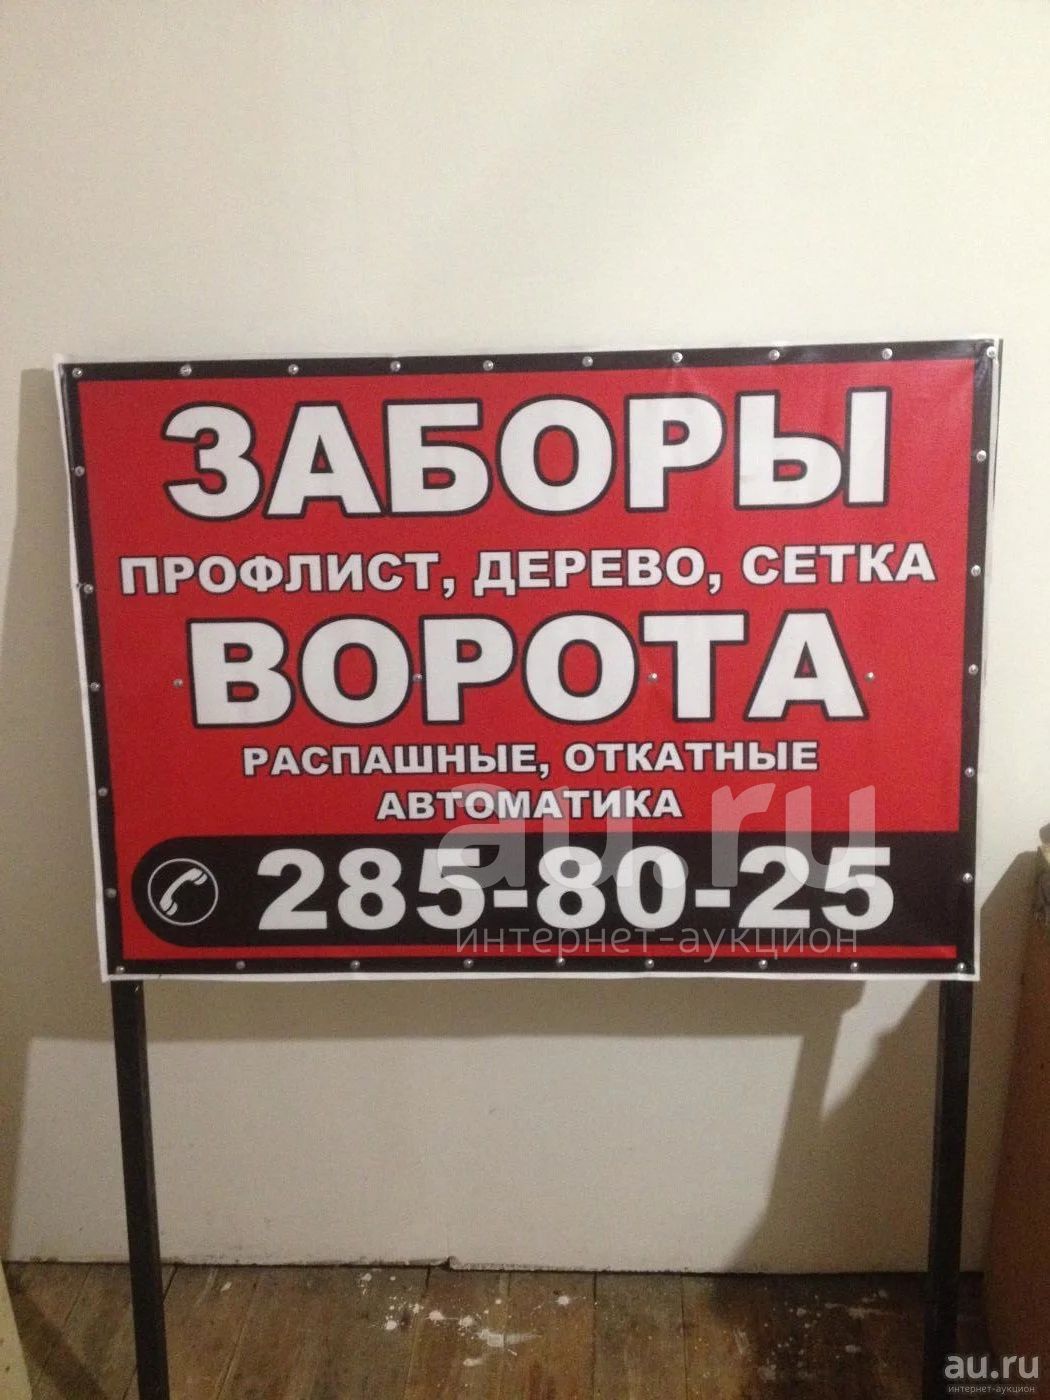 ЗАБОРЫ
ПРОФЛИСТ, ДЕРЕВО, СЕТКА
ВОРОТА
РАСПАШНЫЕ, ОТКАТНЫЕ
АВТОМАТИКА
285-80-25
au.ru
интернет-аукцион
au.ru
интернет-аукцион